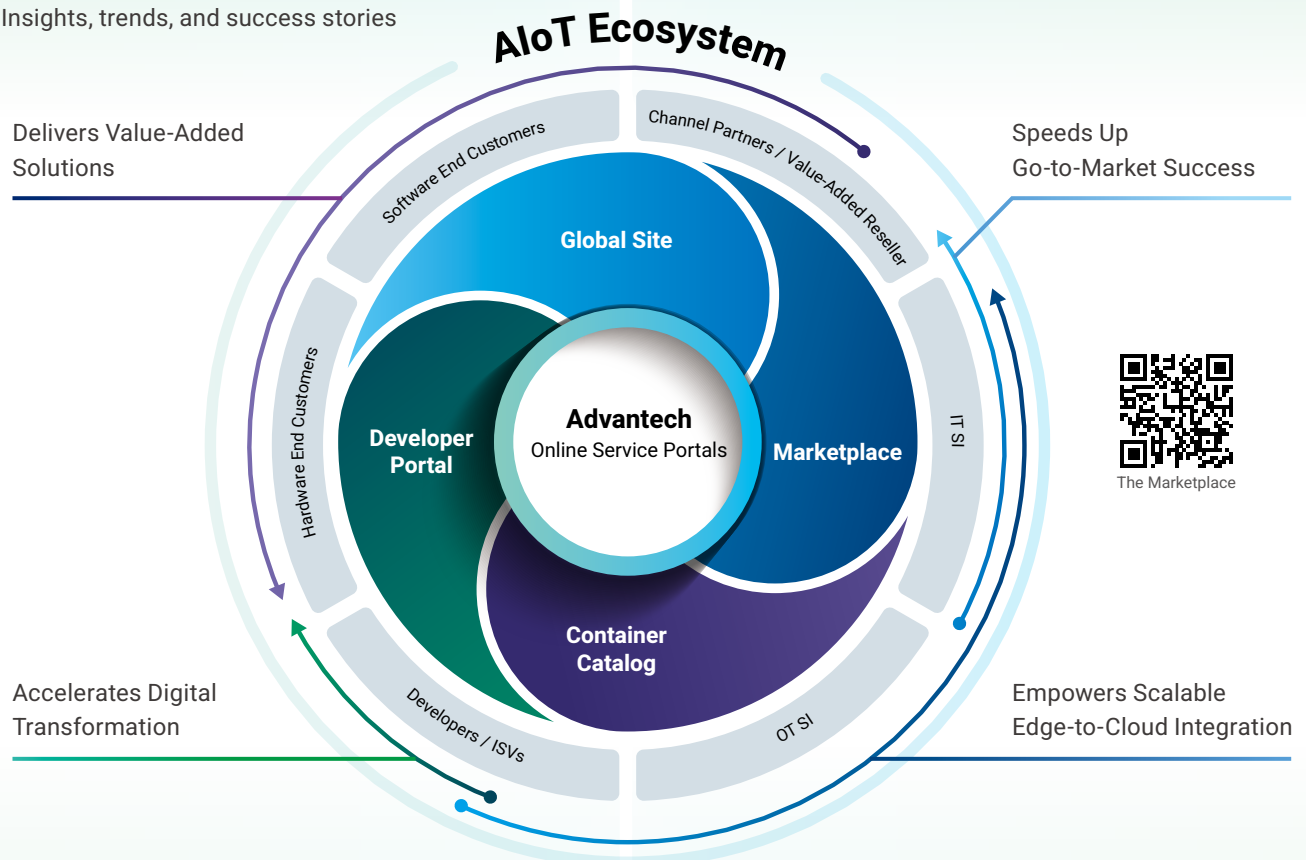 Insights, trends, and success stories
AIoT Ecosystem
Delivers Value-Added
Solutions
Speeds Up
Go-to-Market Success
Software End Customers
Channel Partners / Value-Added Reseller
Global Site
Hardware End Customers
Developer
Portal
Advantech
Online Service Portals
Marketplace
IT SI
The Marketplace
Container
Catalog
Developers / ISVs
OT SI
Accelerates Digital
Transformation
Empowers Scalable
Edge-to-Cloud Integration